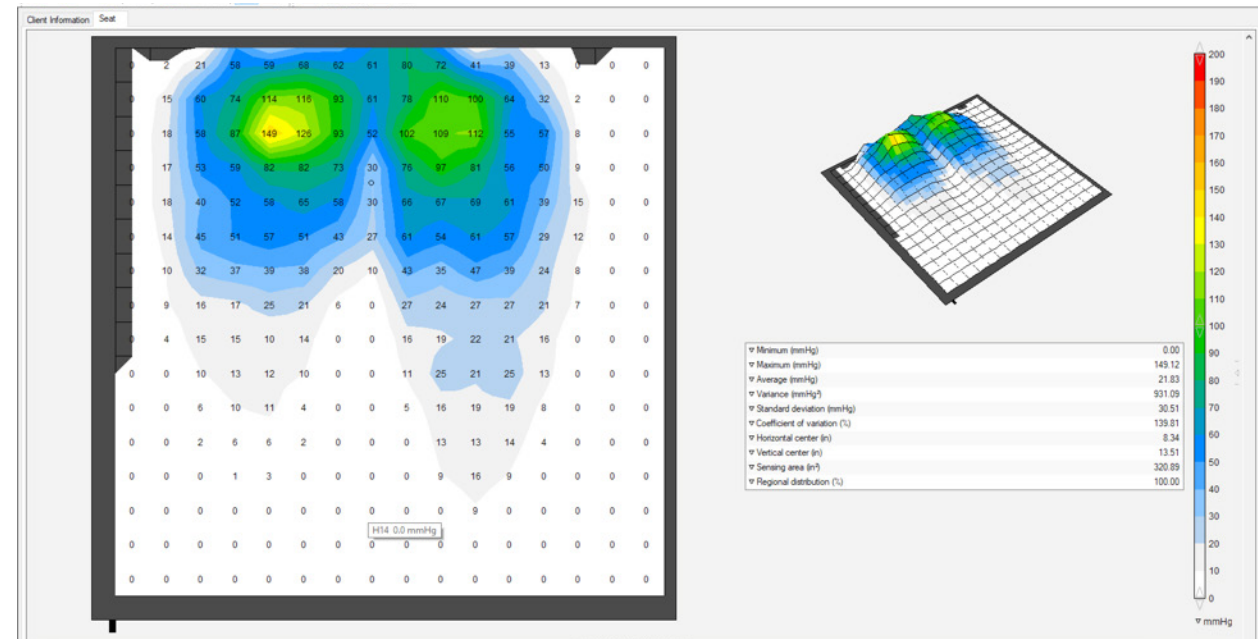 Client Information Seat
0 2 21 58 59 68 62 61 80 72 41 39 13 0 0 0
0 15 60 74 114 116 93 61 78 110 100 64 32 2 0 0
0 18 58 87 149 126 93 52 102 109 112 55 57 8 0 0
0 17 53 59 82 82 73 30 76 97 81 56 50 9 0 0
0 18 40 52 58 65 58 30 66 67 69 61 39 15 0 0
0 14 45 51 57 51 43 27 61 54 61 57 29 12 0 0
0 10 32 37 39 38 20 10 43 35 47 39 24 8 0 0
0 9 16 17 25 21 6 0 27 24 27 27 21 7 0 0
0 4 15 15 10 14 0 0 16 19 22 21 16 0 0 0
0 0 10 13 12 10 0 0 11 25 21 25 13 0 0 0
0 0 6 10 11 4 0 0 5 16 19 19 8 0 0 0
0 0 2 6 6 2 0 0 0 13 13 14 4 0 0 0
0 0 0 1 3 0 0 0 0 9 16 9 0 0 0 0
0 0 0 0 0 0 0 0 0 0 9 0 0 0 0 0
H14 0.0 mmHg
0 0 0 0 0 0 0 0 0 0 0 0 0 0 0 0
0 0 0 0 0 0 0 0 0 0 0 0 0 0 0 0
Minimum (mmHg) 0.00
Maximum (mmHg) 149.12
Average (mmHg) 21.83
Variance (mmHg²) 931.09
Standard deviation (mmHg) 30.51
Coefficient of variation (%) 139.81
Horizontal center (in) 8.34
Vertical center (in) 13.51
Sensing area (in²) 320.89
Regional distribution (%) 100.00
200
190
180
170
160
150
140
130
120
110
100
90
80
70
60
50
40
30
20
10
0
mmHg